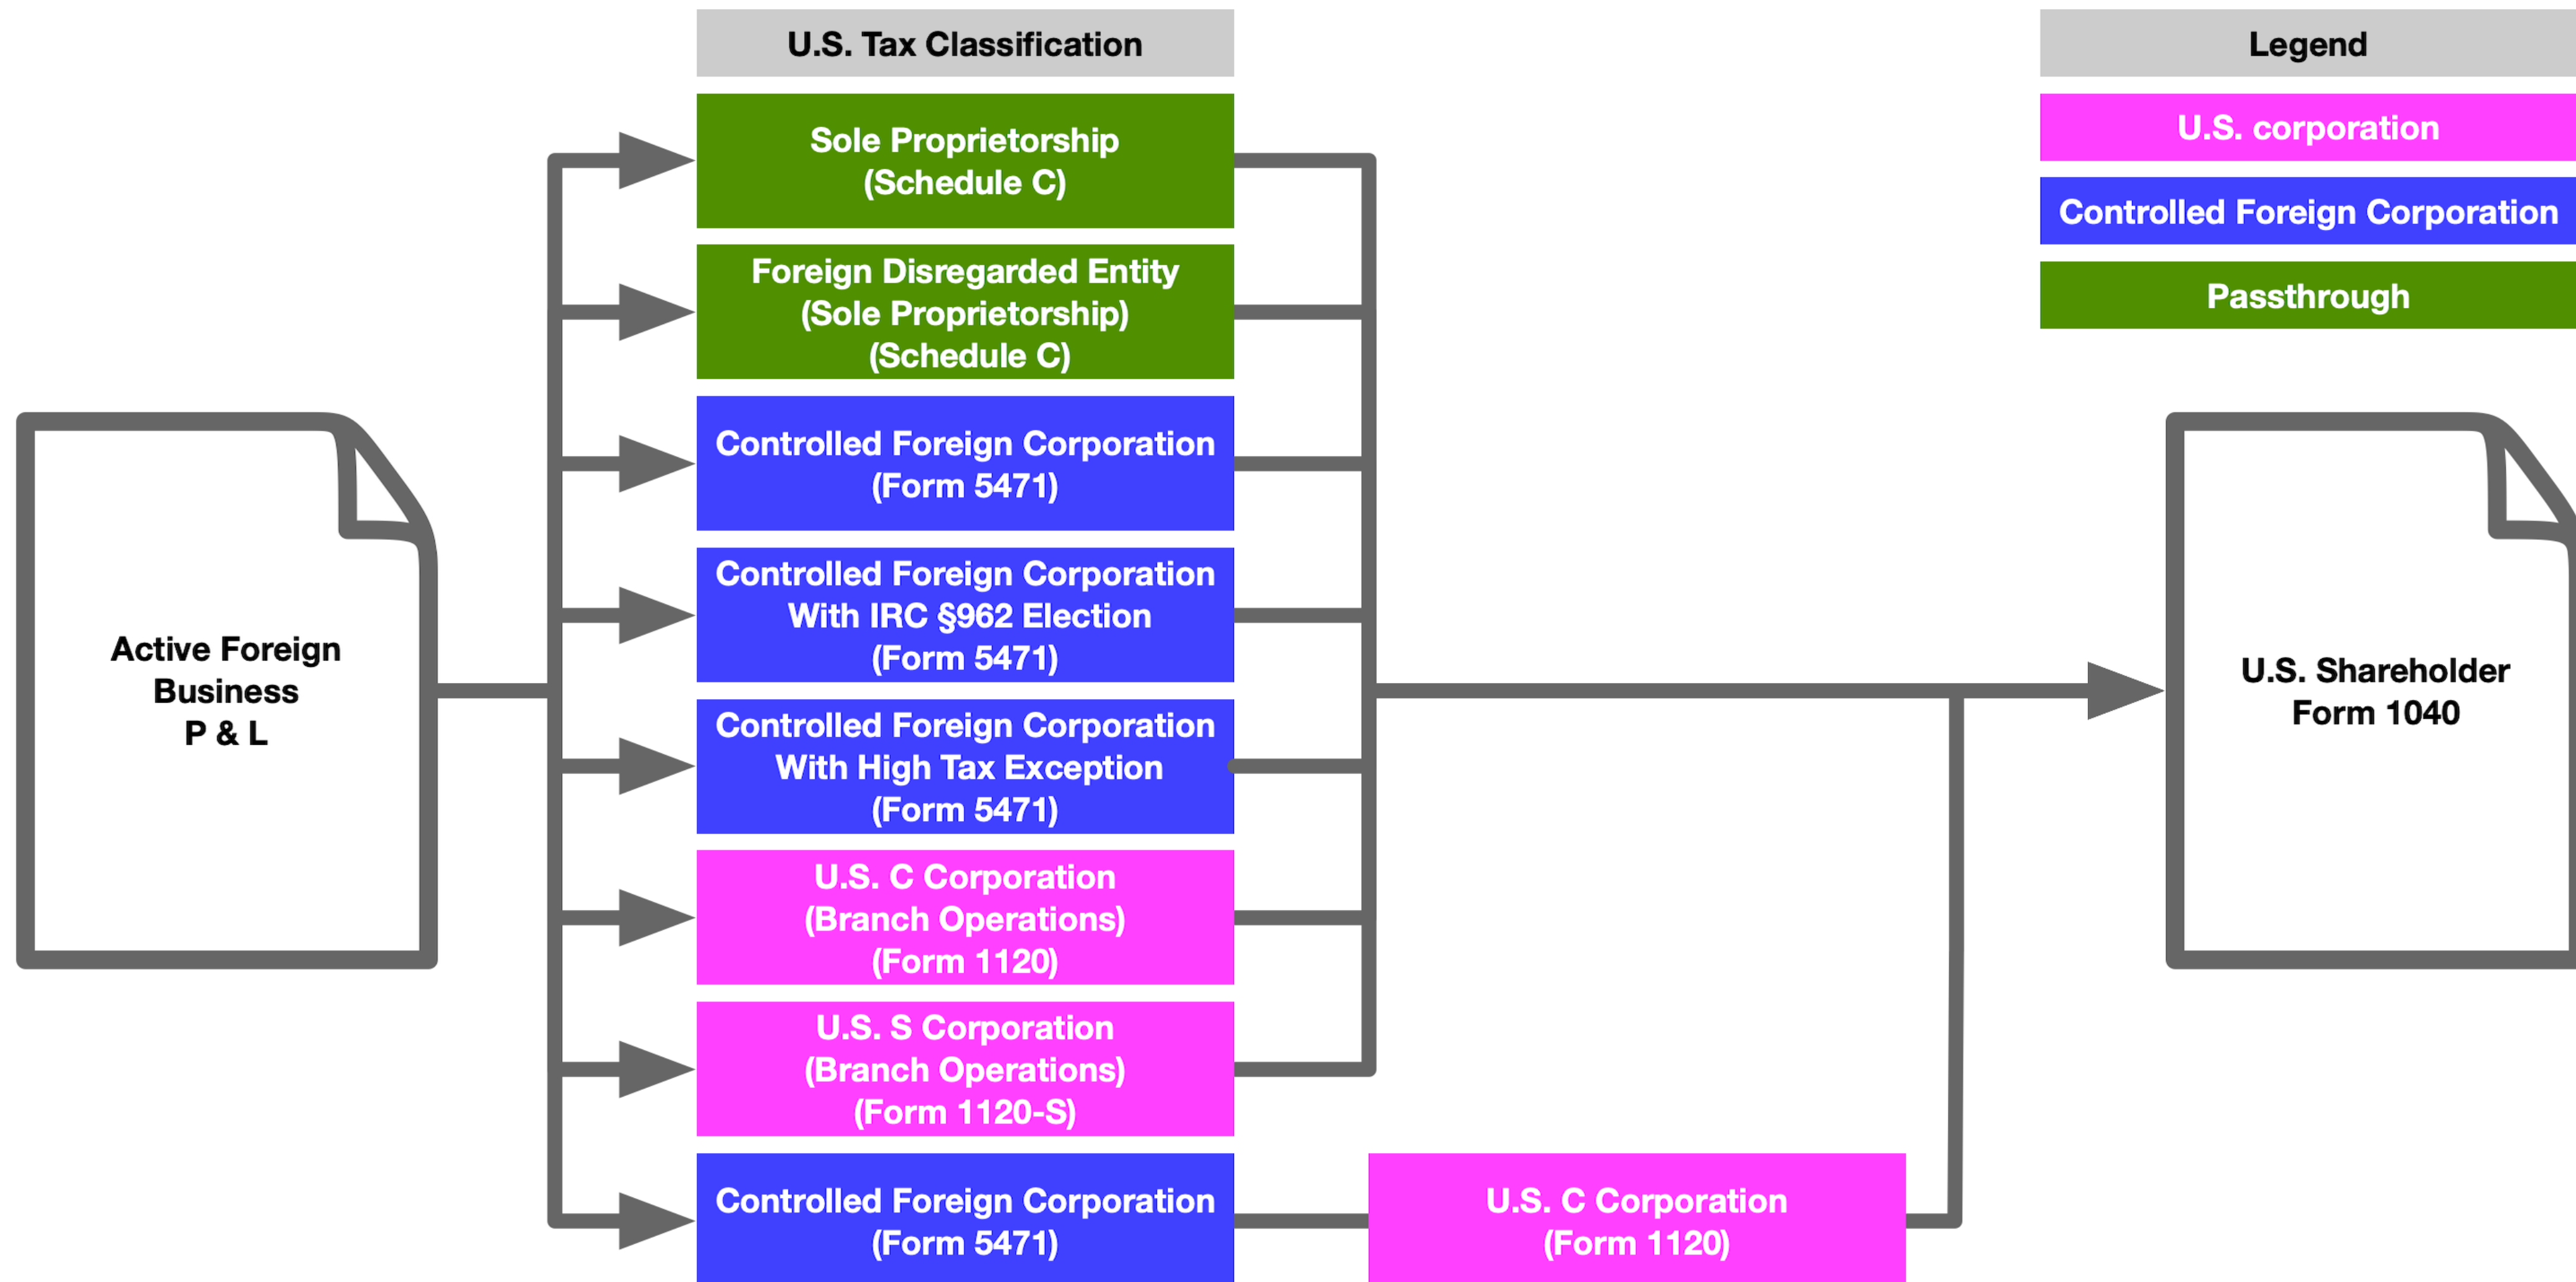 U.S. Tax Classification
Legend
Sole Proprietorship
(Schedule C)
U.S. corporation
Controlled Foreign Corporation
Passthrough
Foreign Disregarded Entity
(Sole Proprietorship)
(Schedule C)
Controlled Foreign Corporation
(Form 5471)
Controlled Foreign Corporation
With IRC §962 Election
(Form 5471)
Active Foreign
Business
P & L
U.S. Shareholder
Form 1040
Controlled Foreign Corporation
With High Tax Exception
(Form 5471)
U.S. C Corporation
(Branch Operations)
(Form 1120)
U.S. S Corporation
(Branch Operations)
(Form 1120-S)
Controlled Foreign Corporation
(Form 5471)
U.S. C Corporation
(Form 1120)